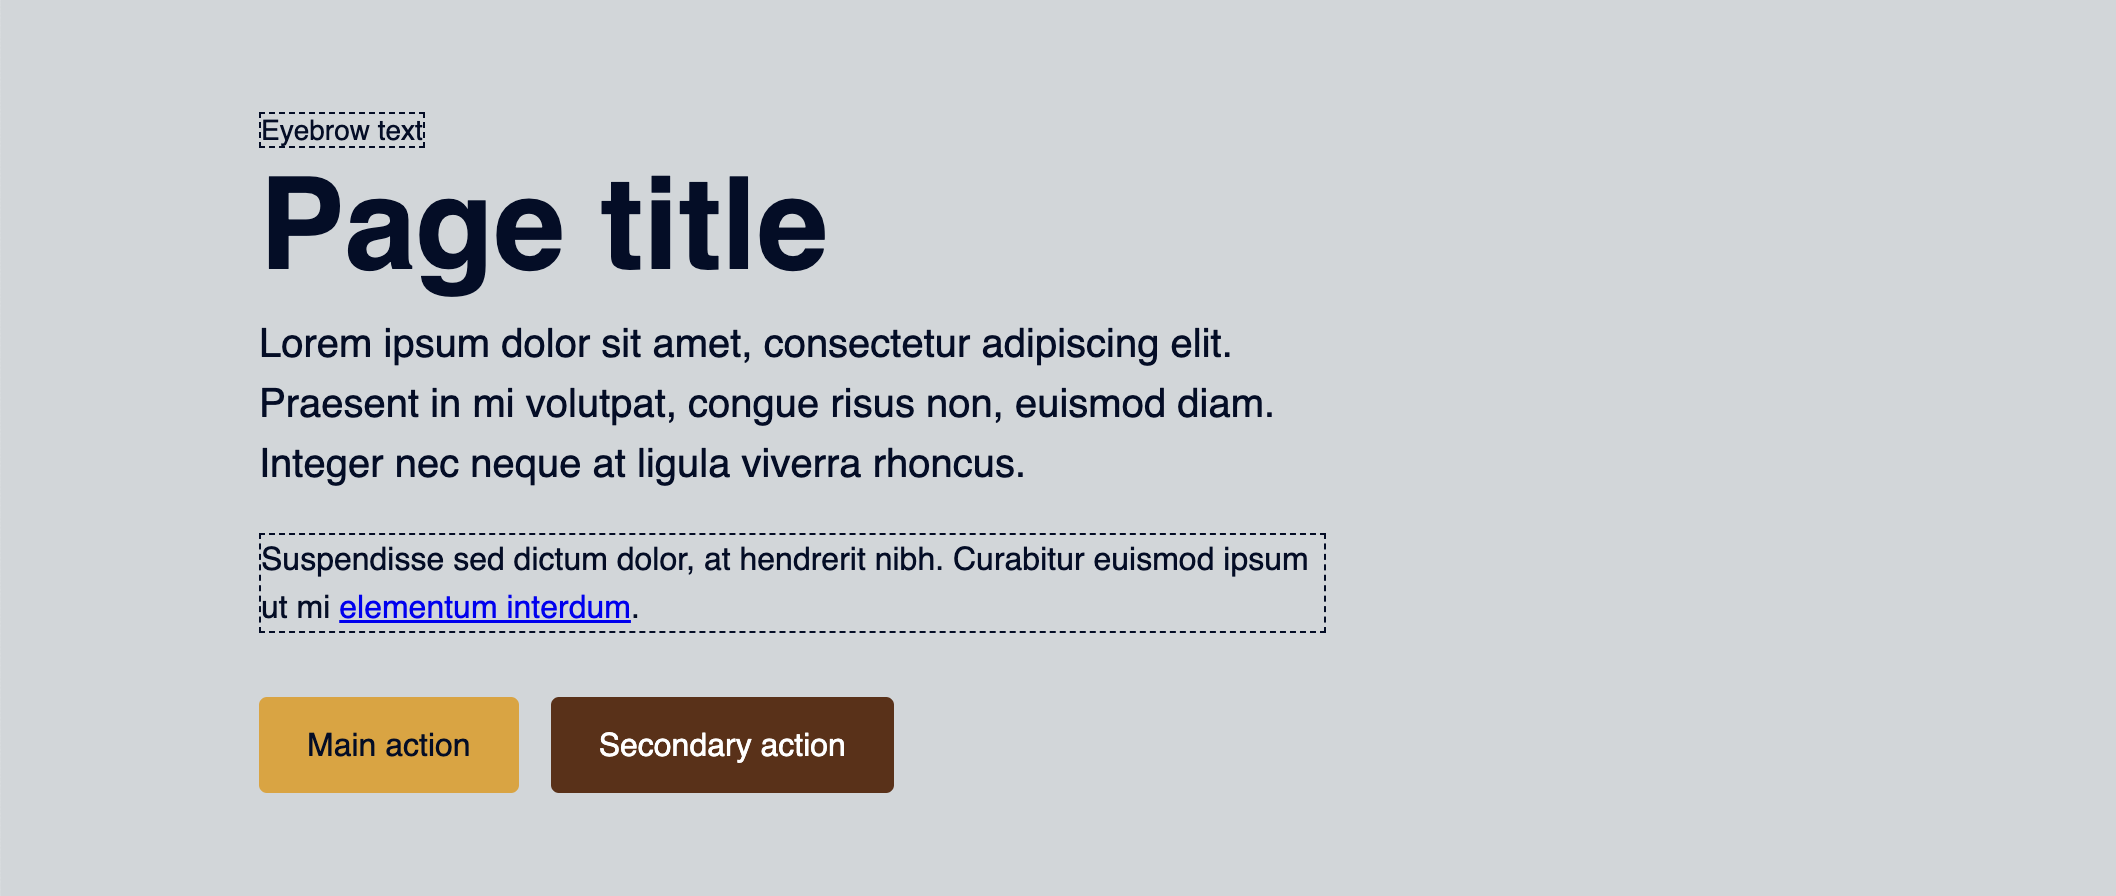 Eyebrow text
Page title
Lorem ipsum dolor sit amet, consectetur adipiscing elit.
Praesent in mi volutpat, congue risus non, euismod diam.
Integer nec neque at ligula viverra rhoncus.
Suspendisse sed dictum dolor, at hendrerit nibh. Curabitur euismod ipsum
ut mi elementum interdum.
Main action
Secondary action